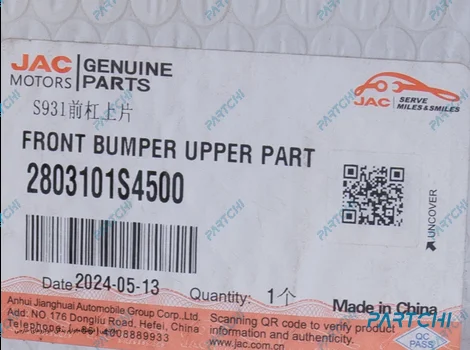 JAC MOTORS GENUINE PARTS
JAC SERVE MILES&SMILES
S931前杠上片
FRONT BUMPER UPPER PART
2803101S4500
UNCOVER
Date 2024-05-13
Quantity: 1个
Made in China
Anhui Jianghuai Automobile Group Corp.,Ltd.
Add. NO 176 Dongliu Road, Hefei, China
Telephone: +86 4008889933
Scanning QR code to verify product
information and authenticity.
www.jac.com.cn
QC PASS
PARTCHI